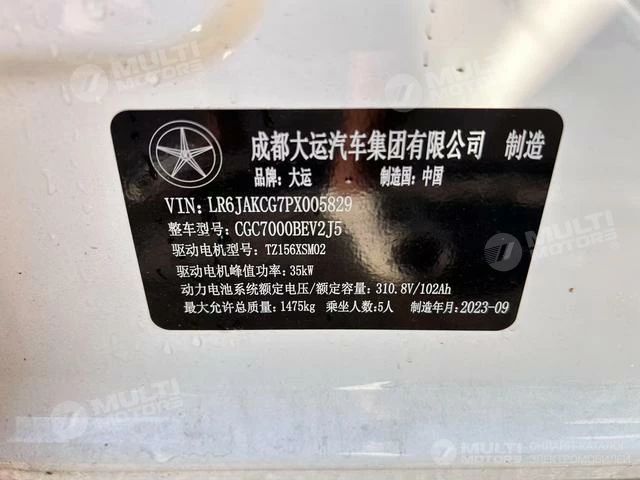 MULTI
MOTORS
MULTI
MOTORS
成都大运汽车集团有限公司 制造
品牌: 大运 制造国: 中国
VIN: LR6JAKCG7PX005829
整车型号: CGC7000BEV2J5
驱动电机型号: TZ156XSM02
驱动电机峰值功率: 35kW
动力电池系统额定电压/额定容量: 310.8V/102Ah
最大允许总质量: 1475kg 乘坐人数: 5人 制造年月: 2023-09
MULTI
MOTORS
MULTI
MOTORS